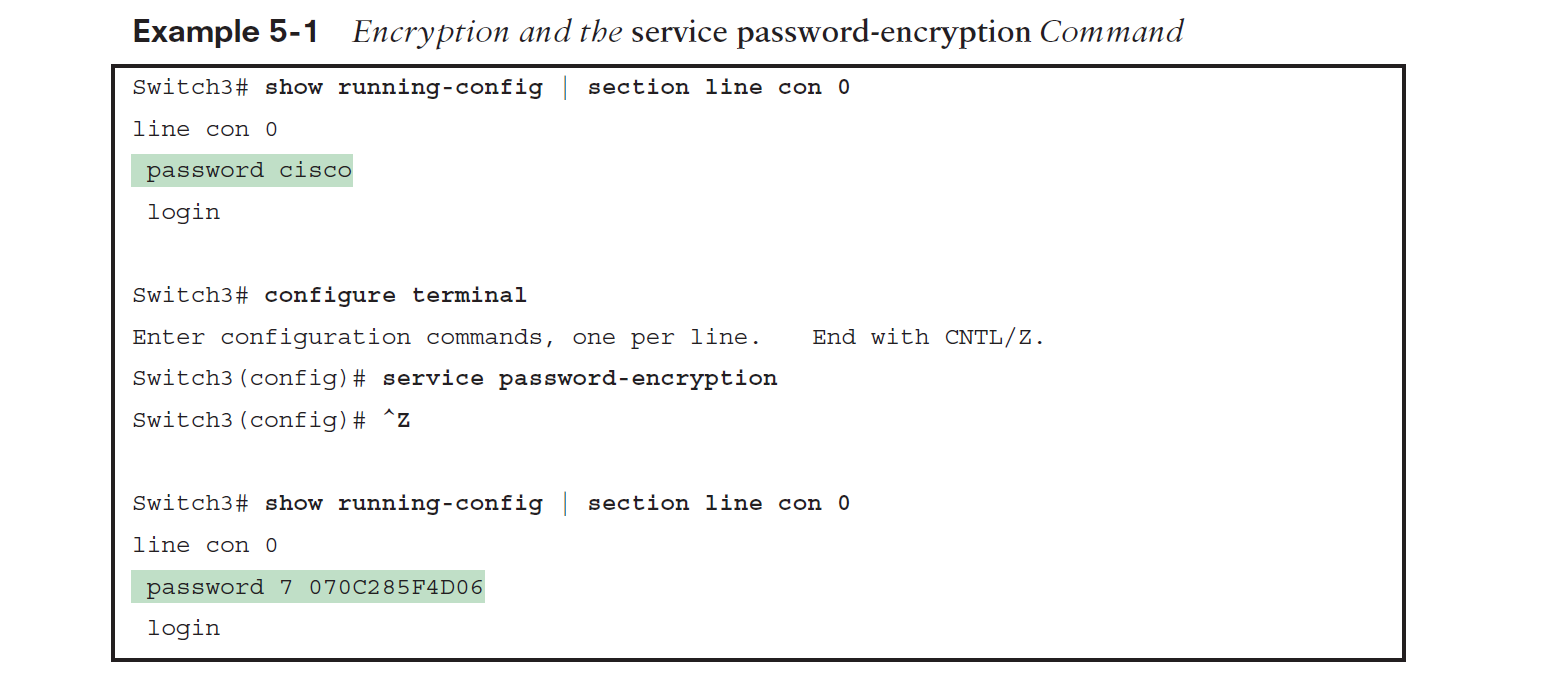 Example 5-1 Encryption and the service password-encryption Command
Switch3# show running-config | section line con 0
line con 0
 password cisco
 login
Switch3# configure terminal
Enter configuration commands, one per line.   End with CNTL/Z.
Switch3(config)# service password-encryption
Switch3(config)# ^Z
Switch3# show running-config | section line con 0
line con 0
 password 7 070C285F4D06
 login